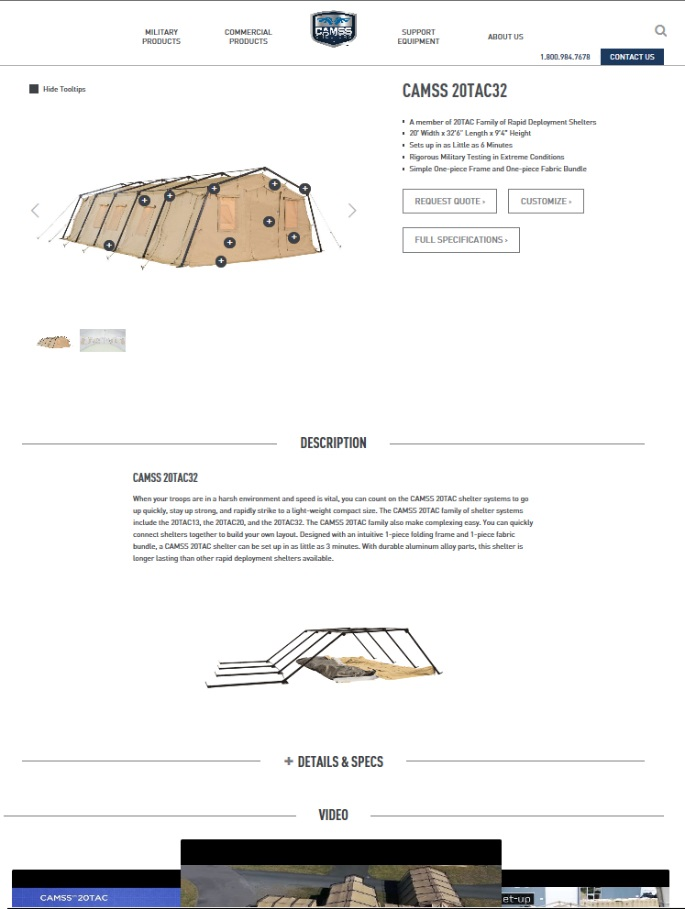 MILITARY
PRODUCTS
COMMERCIAL
PRODUCTS
CAMSS
SUPPORT
EQUIPMENT
ABOUT US
1.800.984.7678
CONTACT US
Hide Tooltips
CAMSS 20TAC32
A member of 20TAC Family of Rapid Deployment Shelters
20' Width x 32'6" Length x 9'4" Height
Sets up in as Little as 6 Minutes
Rigorous Military Testing in Extreme Conditions
Simple One-piece Frame and One-piece Fabric Bundle
REQUEST QUOTE ›
CUSTOMIZE ›
FULL SPECIFICATIONS ›
DESCRIPTION
CAMSS 20TAC32
When your troops are in a harsh environment and speed is vital, you can count on the CAMSS 20TAC shelter systems to go
up quickly, stay up strong, and rapidly strike to a light-weight compact size. The CAMSS 20TAC family of shelter systems
include the 20TAC13, the 20TAC20, and the 20TAC32. The CAMSS 20TAC family also make complexing easy. You can quickly
connect shelters together to build your own layout. Designed with an intuitive 1-piece folding frame and 1-piece fabric
bundle, a CAMSS 20TAC shelter can be set up in as little as 3 minutes. With durable aluminum alloy parts, this shelter is
longer lasting than other rapid deployment shelters available.
+ DETAILS & SPECS
VIDEO
CAMSS™ 20TAC
et-up